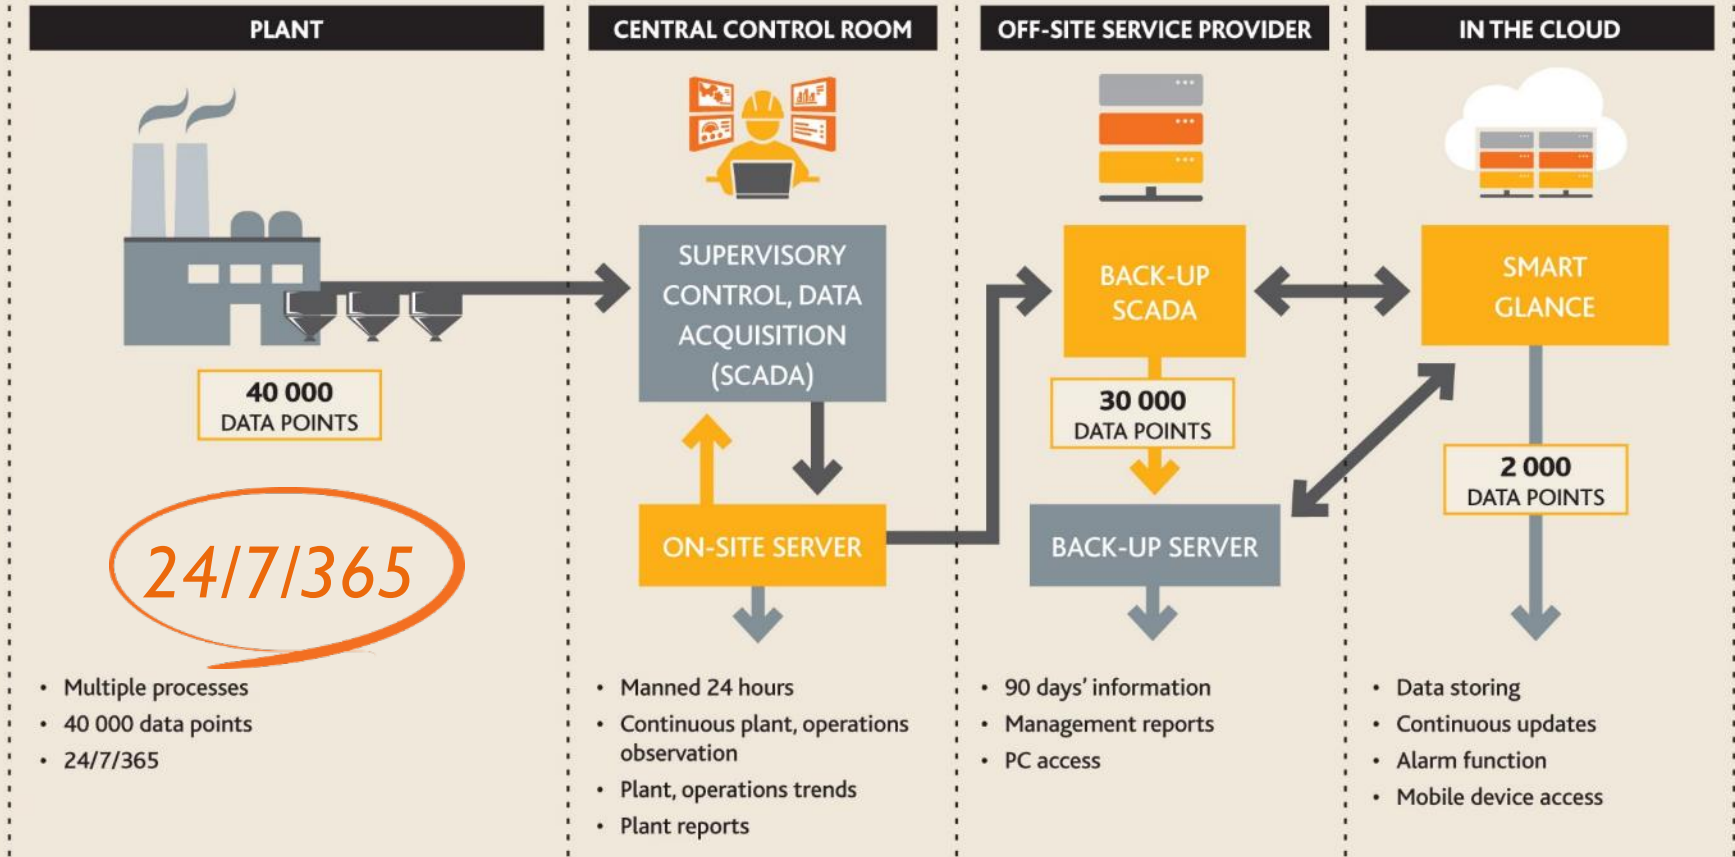 PLANT
CENTRAL CONTROL ROOM
OFF-SITE SERVICE PROVIDER
IN THE CLOUD
SUPERVISORY
CONTROL, DATA
ACQUISITION
(SCADA)
BACK-UP
SCADA
SMART
GLANCE
40 000
DATA POINTS
30 000
DATA POINTS
2 000
DATA POINTS
24/7/365
ON-SITE SERVER
BACK-UP SERVER
• Multiple processes
• 40 000 data points
• 24/7/365
• Manned 24 hours
• Continuous plant, operations
observation
• Plant, operations trends
• Plant reports
• 90 days' information
• Management reports
• PC access
• Data storing
• Continuous updates
• Alarm function
• Mobile device access